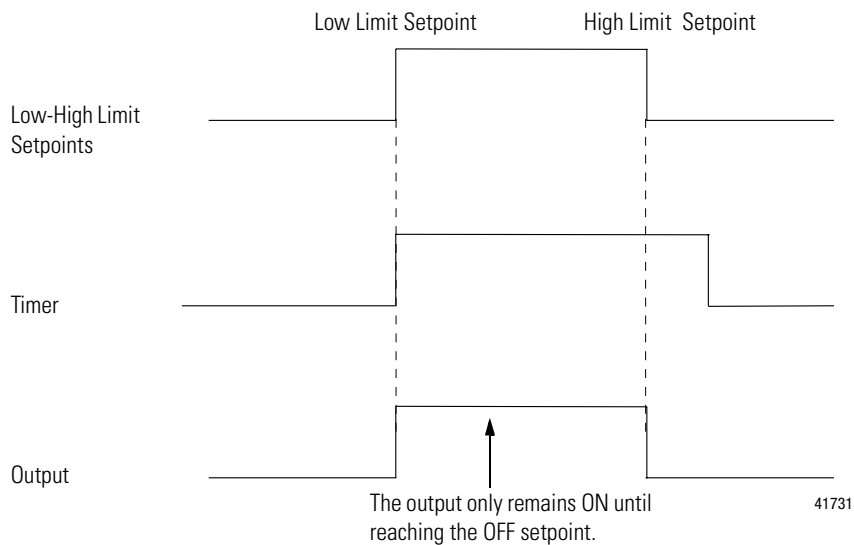 Low Limit Setpoint
High Limit Setpoint
Low-High Limit
Setpoints
Timer
Output
The output only remains ON until
reaching the OFF setpoint.
41731